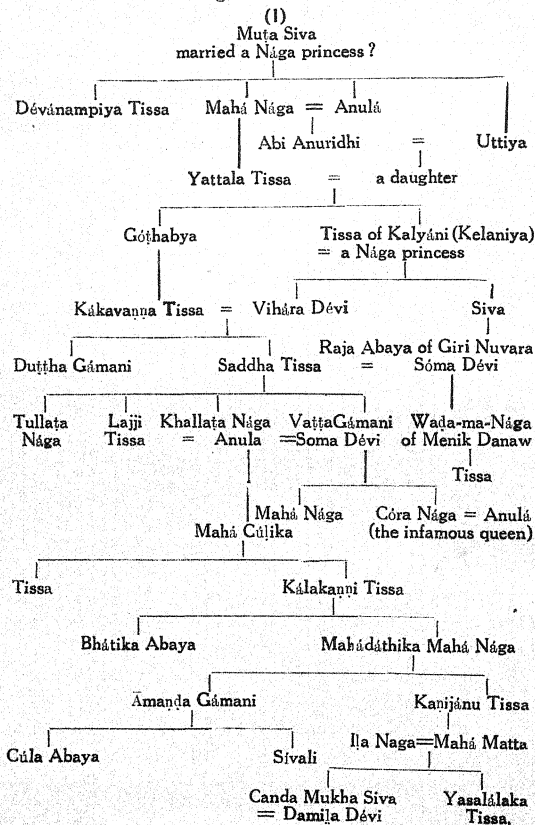 (I)
Muṭa Siva
married a Nága princess?
Dévánampiya Tissa Mahá Nága = Anulá
Abi Anuridhi = Uttiya
Yattala Tissa = a daughter
Góṭhabya Tissa of Kalyáni (Kelaniya)
= a Nága princess
Kákavaṇṇa Tissa = Vihára Dévi Siva
Duṭṭha Gámani Saddha Tissa Raja Abaya of Giri Nuvara
= Sóma Dévi
Tullaṭa Lajji Khallaṭa Nága VaṭṭaGámani Waḍa-ma-Nága
Nága Tissa = Anula =Soma Dévi of Menik Danaw
Tissa
Mahá Nága Córa Nága = Anulá
Mahá Cúḷika (the infamous queen)
Tissa Kálakaṇṇi Tissa
Bhátika Abaya Mahádáthika Mahá Nága
Āmaṇḍa Gámani Kaṇijánu Tissa
Cúla Abaya Sívali Iḷa Naga=Mahá Matta
Canda Mukha Siva Yasalálaka
= Damiḷa Dévi Tissa.